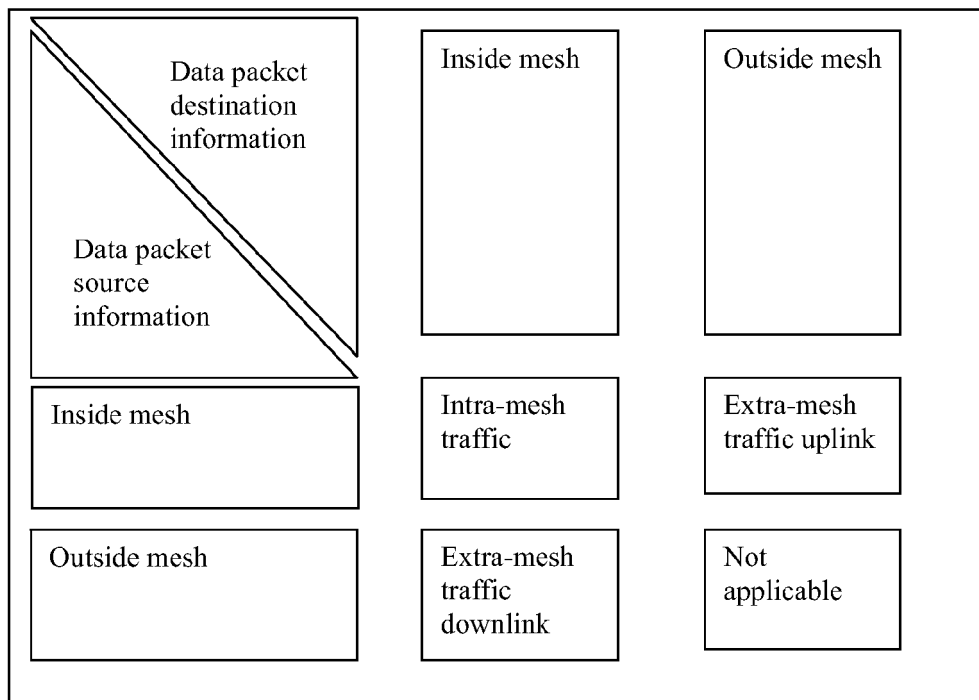 Data packet
destination
information
Inside mesh
Outside mesh
Data packet
source
information
Inside mesh
Intra-mesh
traffic
Extra-mesh
traffic uplink
Outside mesh
Extra-mesh
traffic
downlink
Not
applicable